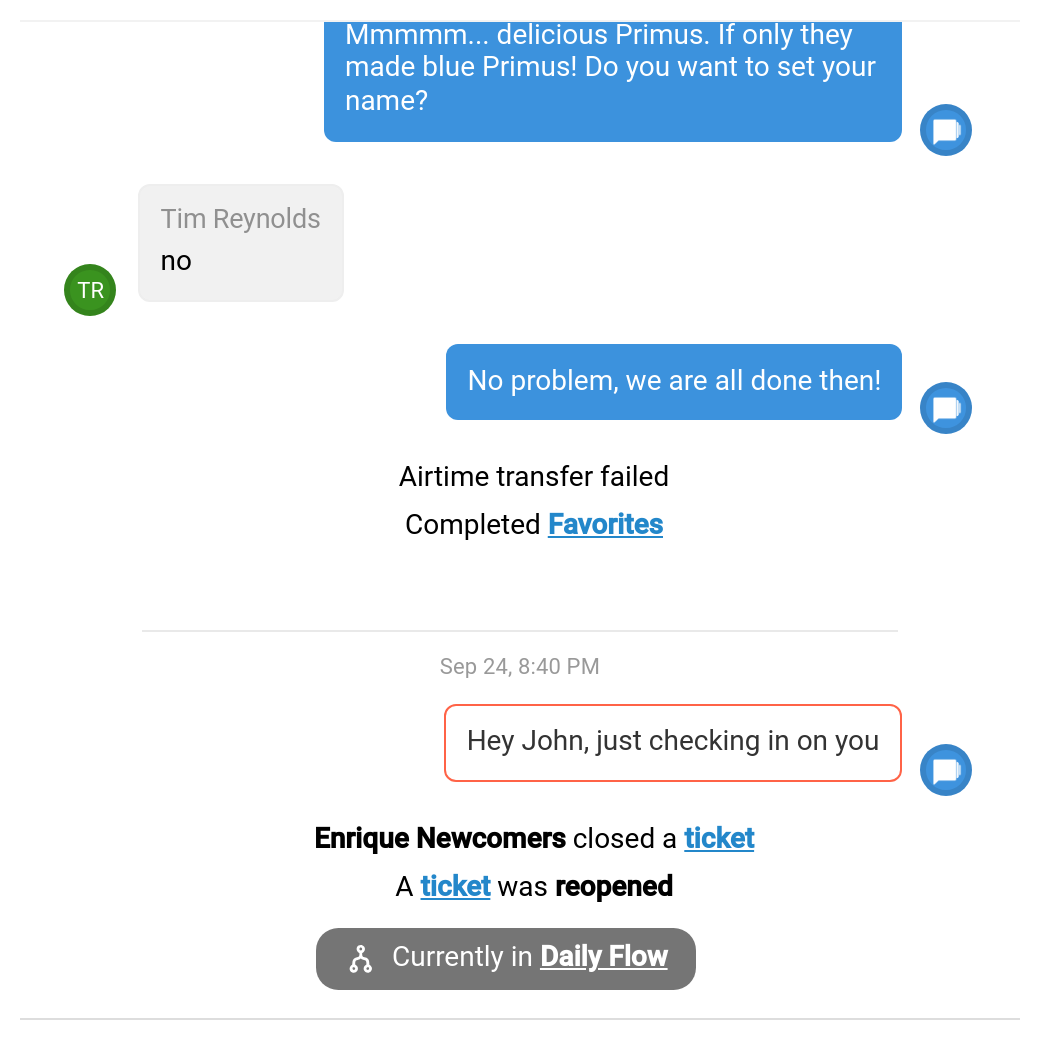 Mmmmm... delicious Primus. If only they
made blue Primus! Do you want to set your
name?
Tim Reynolds
no
TR
No problem, we are all done then!
Airtime transfer failed
Completed Favorites
Sep 24, 8:40 PM
Hey John, just checking in on you
Enrique Newcomers closed a ticket
A ticket was reopened
Currently in Daily Flow